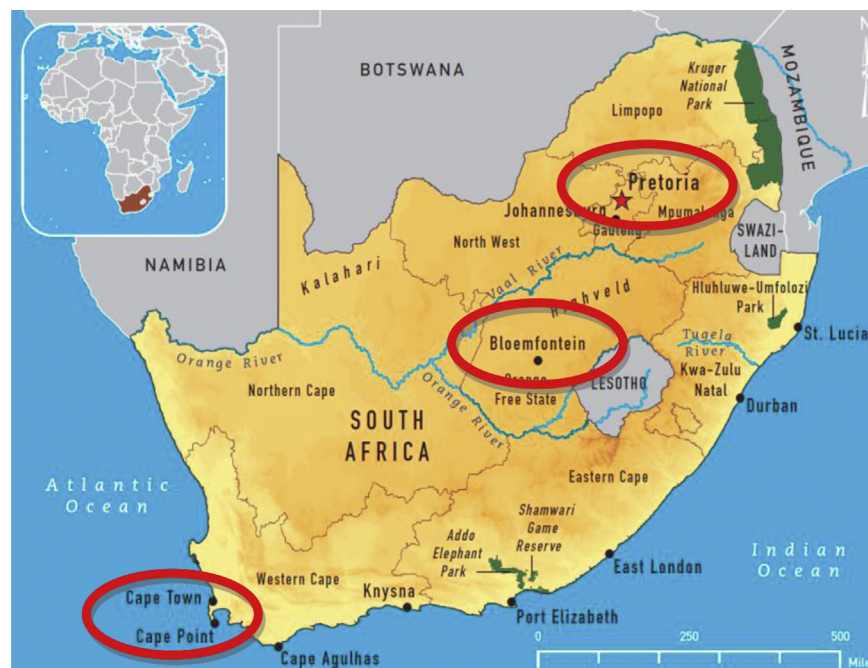 BOTSWANA
MOZAMBIQUE
Kruger
National
Park
Limpopo
Pretoria
Johannesburg
Mpumalanga
Gauteng
SWAZI-
LAND
NAMIBIA
North West
Kalahari
Vaal River
Highveld
Hluhluwe-Umfolozi
Park
St. Lucia
Bloemfontein
Tugela
River
Orange River
Orange
Free State
LESOTHO
Kwa-Zulu
Natal
Northern Cape
Orange River
Durban
SOUTH
AFRICA
Eastern Cape
Atlantic
Ocean
Shamwari
Game
Reserve
Addo
Elephant
Park
Indian
Ocean
East London
Western Cape
Cape Town
Knysna
Port Elizabeth
Cape Point
Cape Agulhas
0 250 500